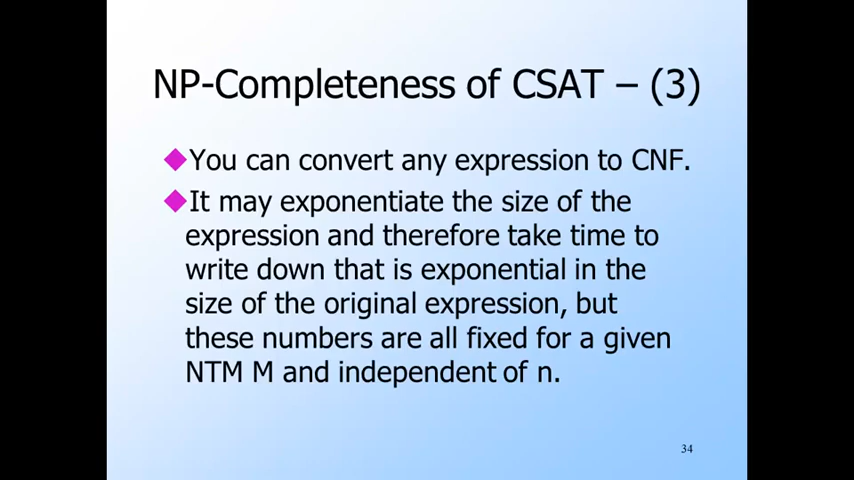 NP-Completeness of CSAT – (3)
You can convert any expression to CNF.
It may exponentiate the size of the
expression and therefore take time to
write down that is exponential in the
size of the original expression, but
these numbers are all fixed for a given
NTM M and independent of n.
34